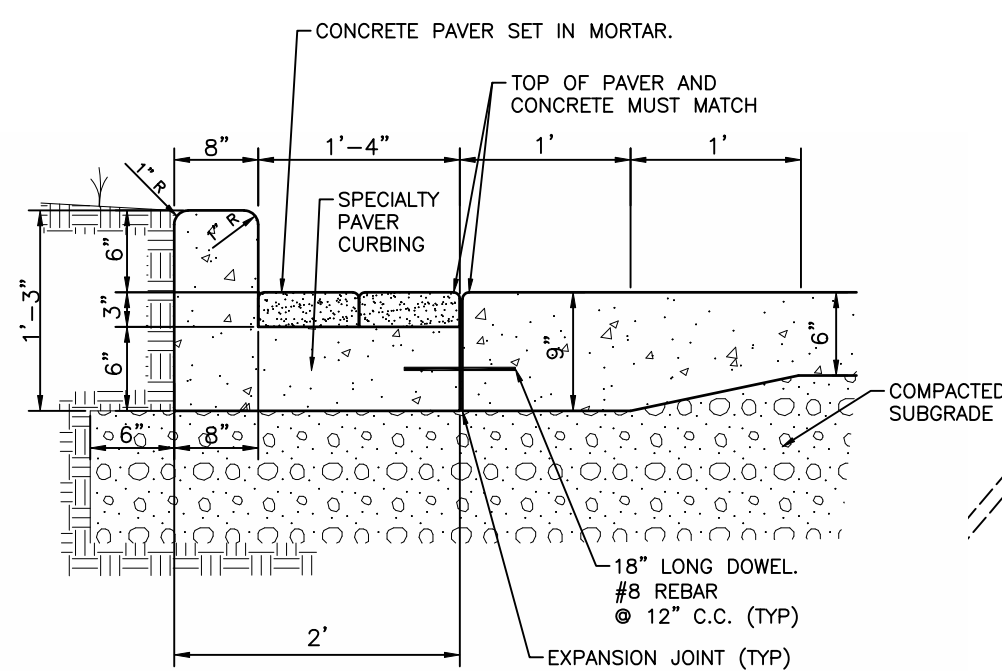 CONCRETE PAVER SET IN MORTAR.
TOP OF PAVER AND
CONCRETE MUST MATCH
8"
1'-4"
1'
1'
1" R
1" R
SPECIALTY
PAVER
CURBING
6"
3"
6"
1'-3"
9"
6"
COMPACTED
SUBGRADE
6"
8"
18" LONG DOWEL.
#8 REBAR
@ 12" C.C. (TYP)
2'
EXPANSION JOINT (TYP)